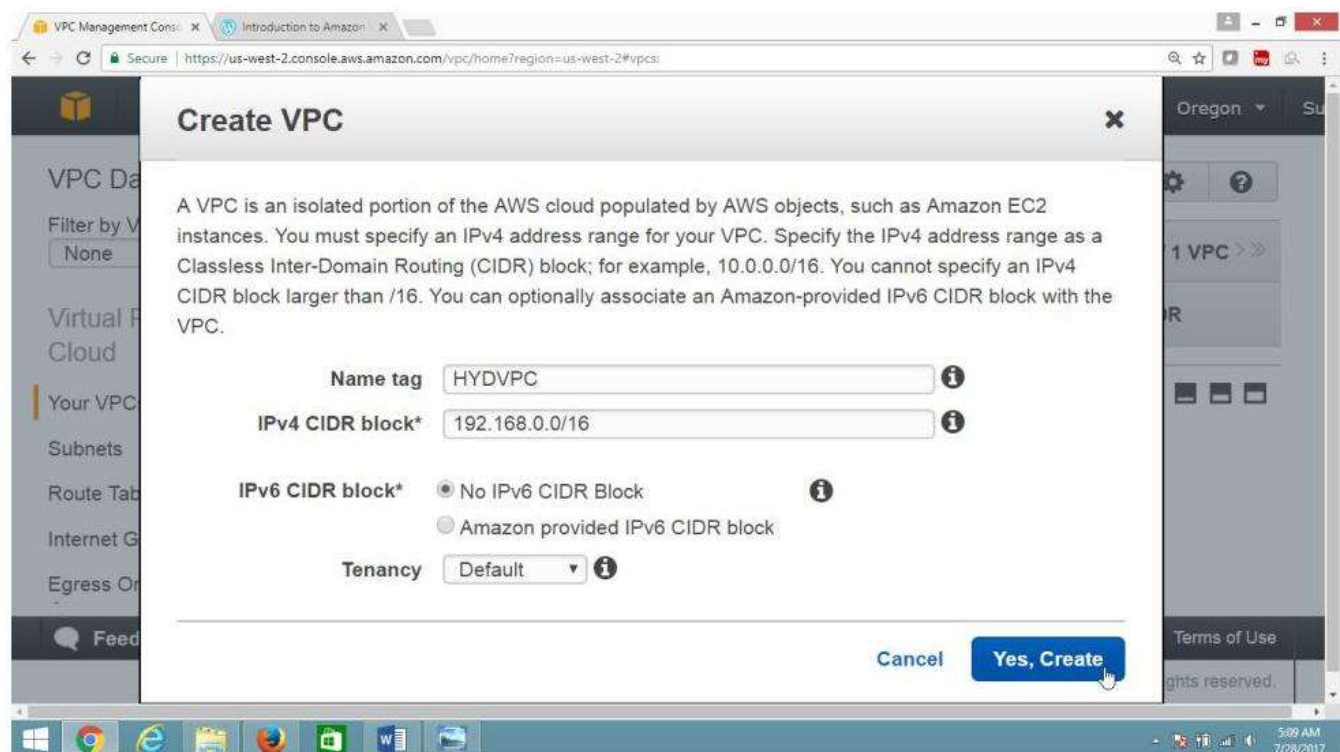 VPC Management Conso
Introduction to Amazon
Secure
https://us-west-2.console.aws.amazon.com/vpc/home?region=us-west-2#vpcs:
my
Oregon
Su
Create VPC
VPC Da
Filter by V
None
1 VPC
A VPC is an isolated portion of the AWS cloud populated by AWS objects, such as Amazon EC2
instances. You must specify an IPv4 address range for your VPC. Specify the IPv4 address range as a
Classless Inter-Domain Routing (CIDR) block; for example, 10.0.0.0/16. You cannot specify an IPv4
CIDR block larger than /16. You can optionally associate an Amazon-provided IPv6 CIDR block with the
VPC.
Virtual P
Cloud
DR
Name tag HYDVPC
Your VPC
IPv4 CIDR block* 192.168.0.0/16
Subnets
IPv6 CIDR block* No IPv6 CIDR Block
Route Tab
Amazon provided IPv6 CIDR block
Internet G
Tenancy Default
Egress On
Feed
Terms of Use
Cancel
Yes, Create
ghts reserved.
5:09 AM
7/28/2017